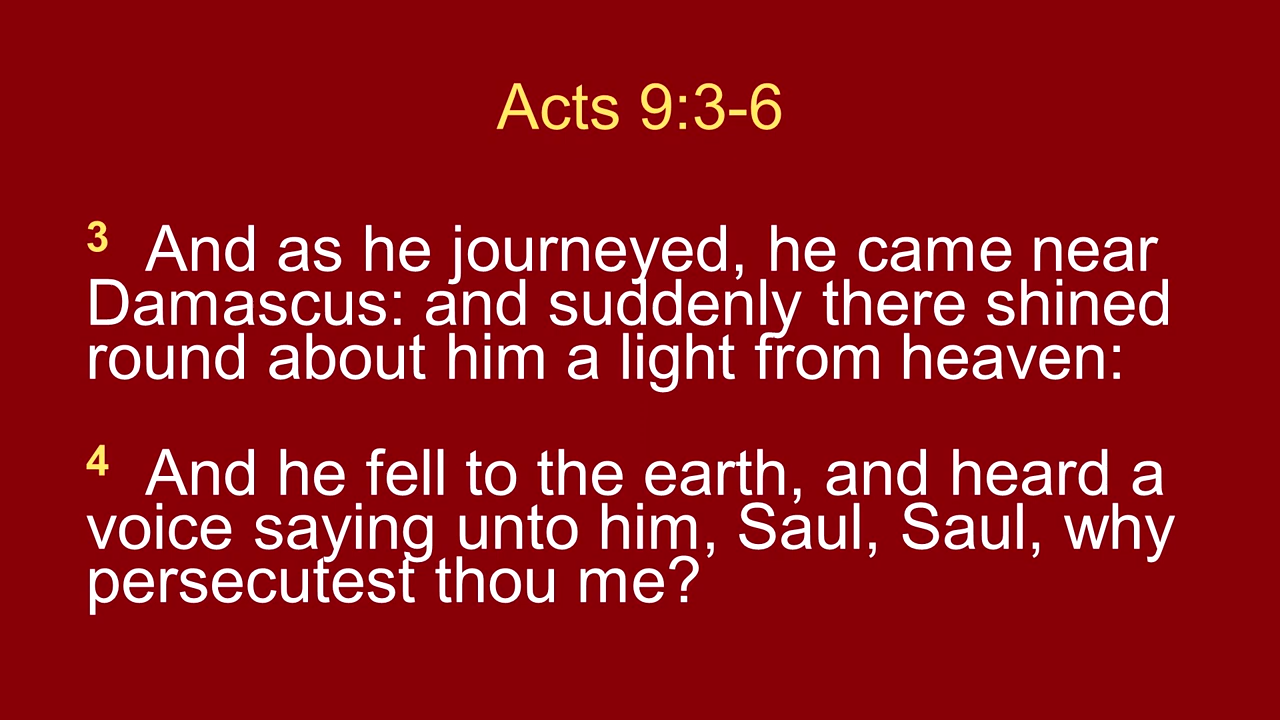 Acts 9:3-6
3 And as he journeyed, he came near
Damascus: and suddenly there shined
round about him a light from heaven:
4 And he fell to the earth, and heard a
voice saying unto him, Saul, Saul, why
persecutest thou me?